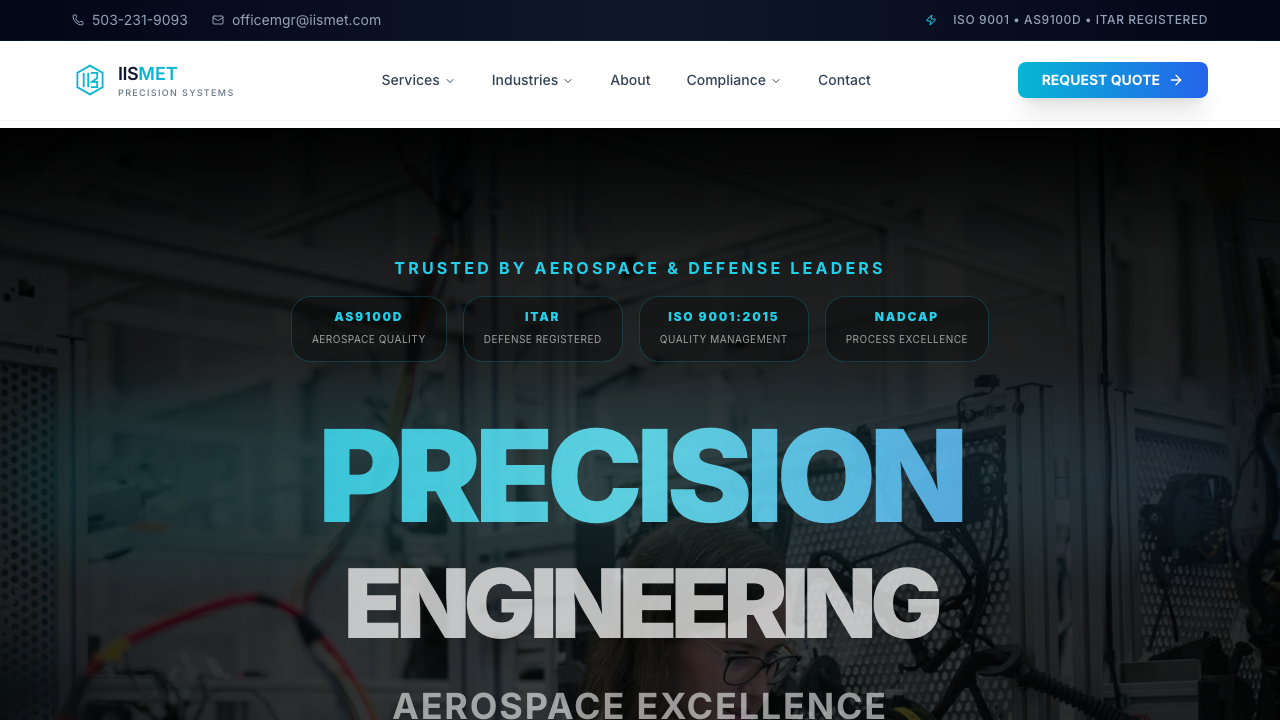 503-231-9093 officemgr@iismet.com ISO 9001 • AS9100D • ITAR REGISTERED
IISMET
PRECISION SYSTEMS
Services Industries About Compliance Contact REQUEST QUOTE
TRUSTED BY AEROSPACE & DEFENSE LEADERS
AS9100D ITAR ISO 9001:2015 NADCAP
AEROSPACE QUALITY DEFENSE REGISTERED QUALITY MANAGEMENT PROCESS EXCELLENCE
PRECISION
ENGINEERING
AEROSPACE EXCELLENCE